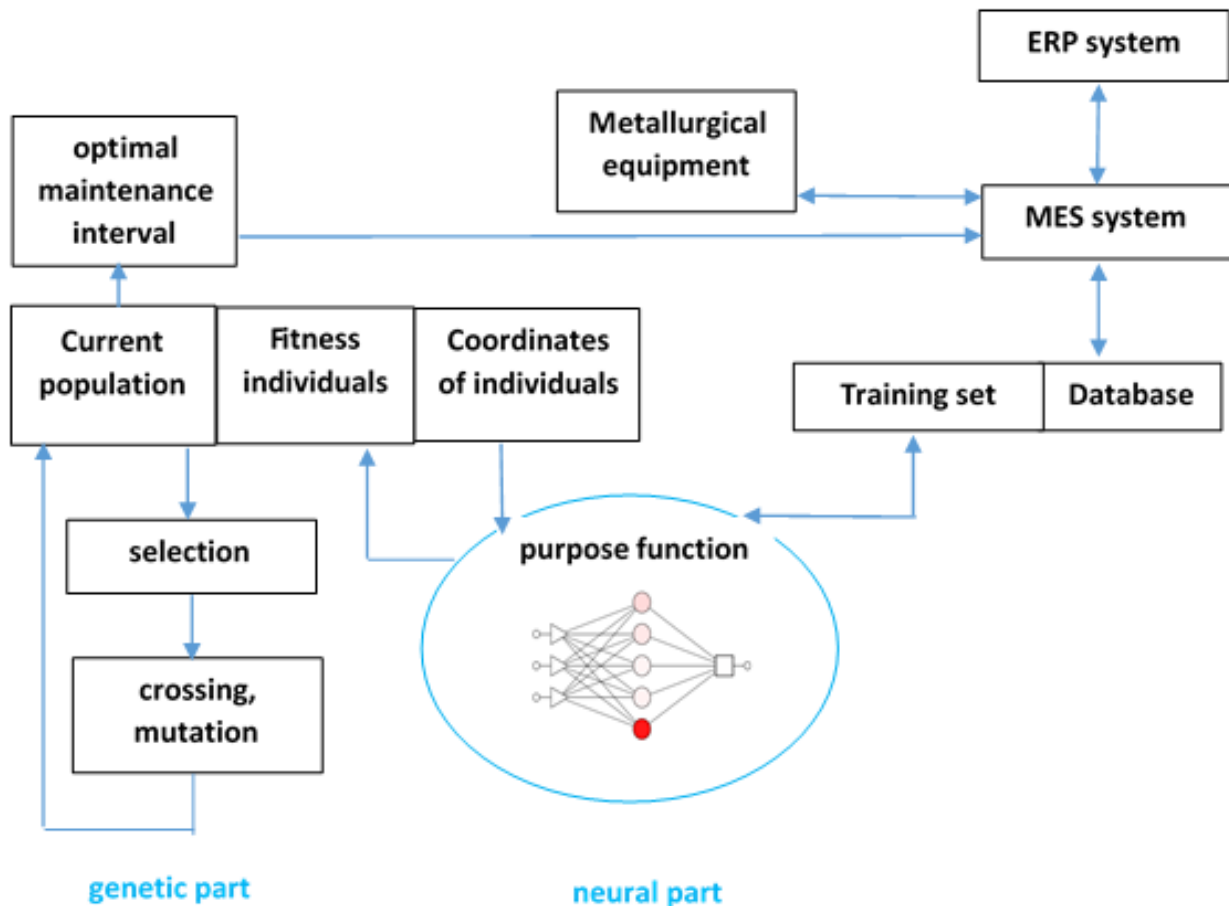 ERP system
Metallurgical
equipment
optimal
maintenance
interval
MES system
Current
population
Fitness
individuals
Coordinates
of individuals
Training set
Database
selection
purpose function
crossing,
mutation
genetic part
neural part